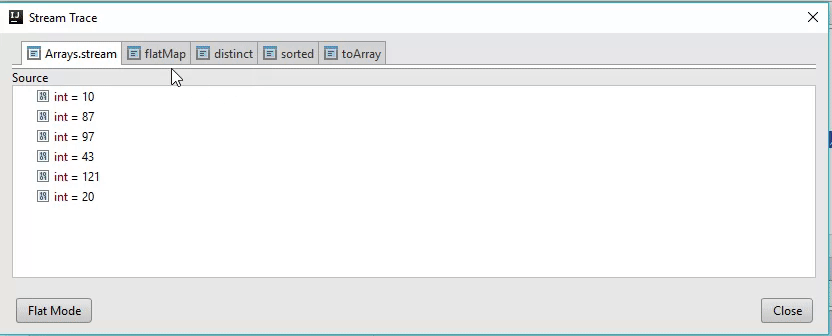 Stream Trace
Arrays.stream flatMap distinct sorted toArray
Source
int = 10
int = 87
int = 97
int = 43
int = 121
int = 20
Flat Mode Close